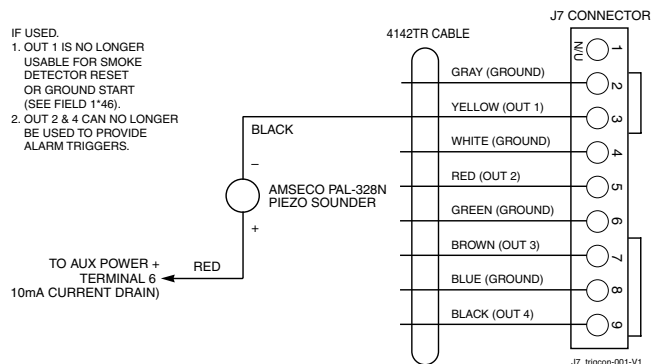 IF USED.
1. OUT 1 IS NO LONGER
USABLE FOR SMOKE
DETECTOR RESET
OR GROUND START
(SEE FIELD 1*46).
2. OUT 2 & 4 CAN NO LONGER
BE USED TO PROVIDE
ALARM TRIGGERS.
J7 CONNECTOR
4142TR CABLE
N/U
1
GRAY (GROUND)
2
YELLOW (OUT 1)
3
BLACK
WHITE (GROUND)
4
–
RED (OUT 2)
5
AMSECO PAL-328N
PIEZO SOUNDER
GREEN (GROUND)
6
+
BROWN (OUT 3)
7
TO AUX POWER +
TERMINAL 6
10mA CURRENT DRAIN)
RED
BLUE (GROUND)
8
BLACK (OUT 4)
9
J7_trigcon-001-V1